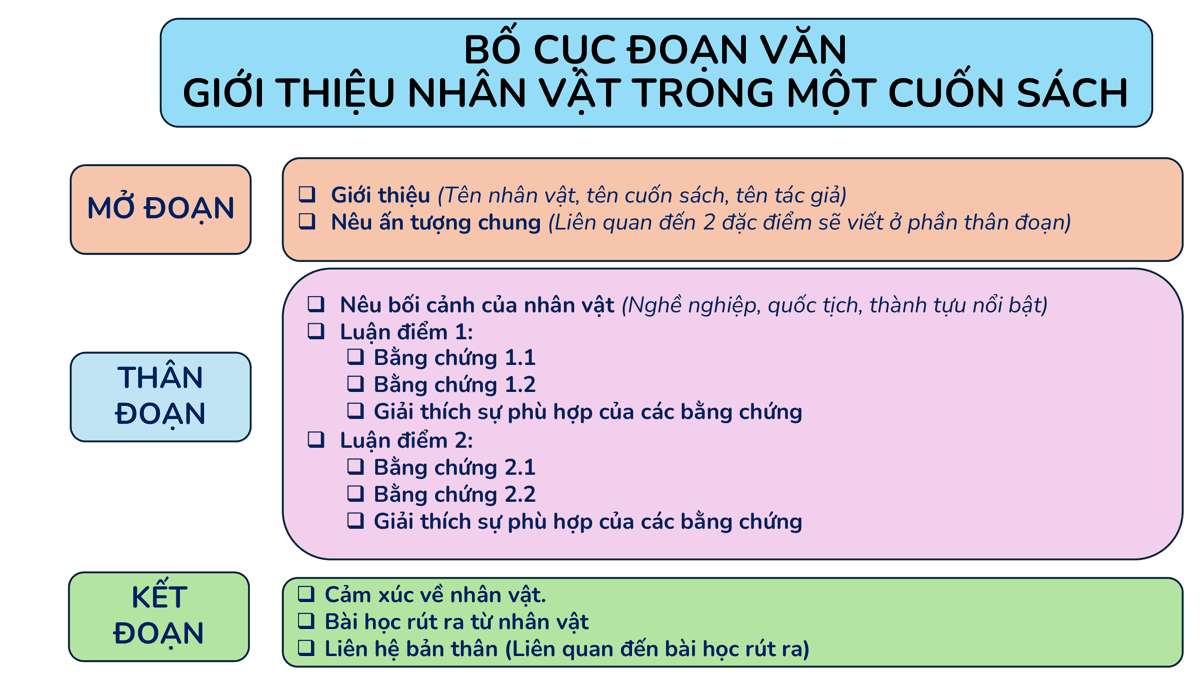 BỐ CỤC ĐOẠN VĂN
GIỚI THIỆU NHÂN VẬT TRONG MỘT CUỐN SÁCH
MỞ ĐOẠN
❑ Giới thiệu (Tên nhân vật, tên cuốn sách, tên tác giả)
❑ Nêu ấn tượng chung (Liên quan đến 2 đặc điểm sẽ viết ở phần thân đoạn)
THÂN
ĐOẠN
❑ Nêu bối cảnh của nhân vật (Nghề nghiệp, quốc tịch, thành tựu nổi bật)
❑ Luận điểm 1:
❑ Bằng chứng 1.1
❑ Bằng chứng 1.2
❑ Giải thích sự phù hợp của các bằng chứng
❑ Luận điểm 2:
❑ Bằng chứng 2.1
❑ Bằng chứng 2.2
❑ Giải thích sự phù hợp của các bằng chứng
KẾT
ĐOẠN
❑ Cảm xúc về nhân vật.
❑ Bài học rút ra từ nhân vật
❑ Liên hệ bản thân (Liên quan đến bài học rút ra)